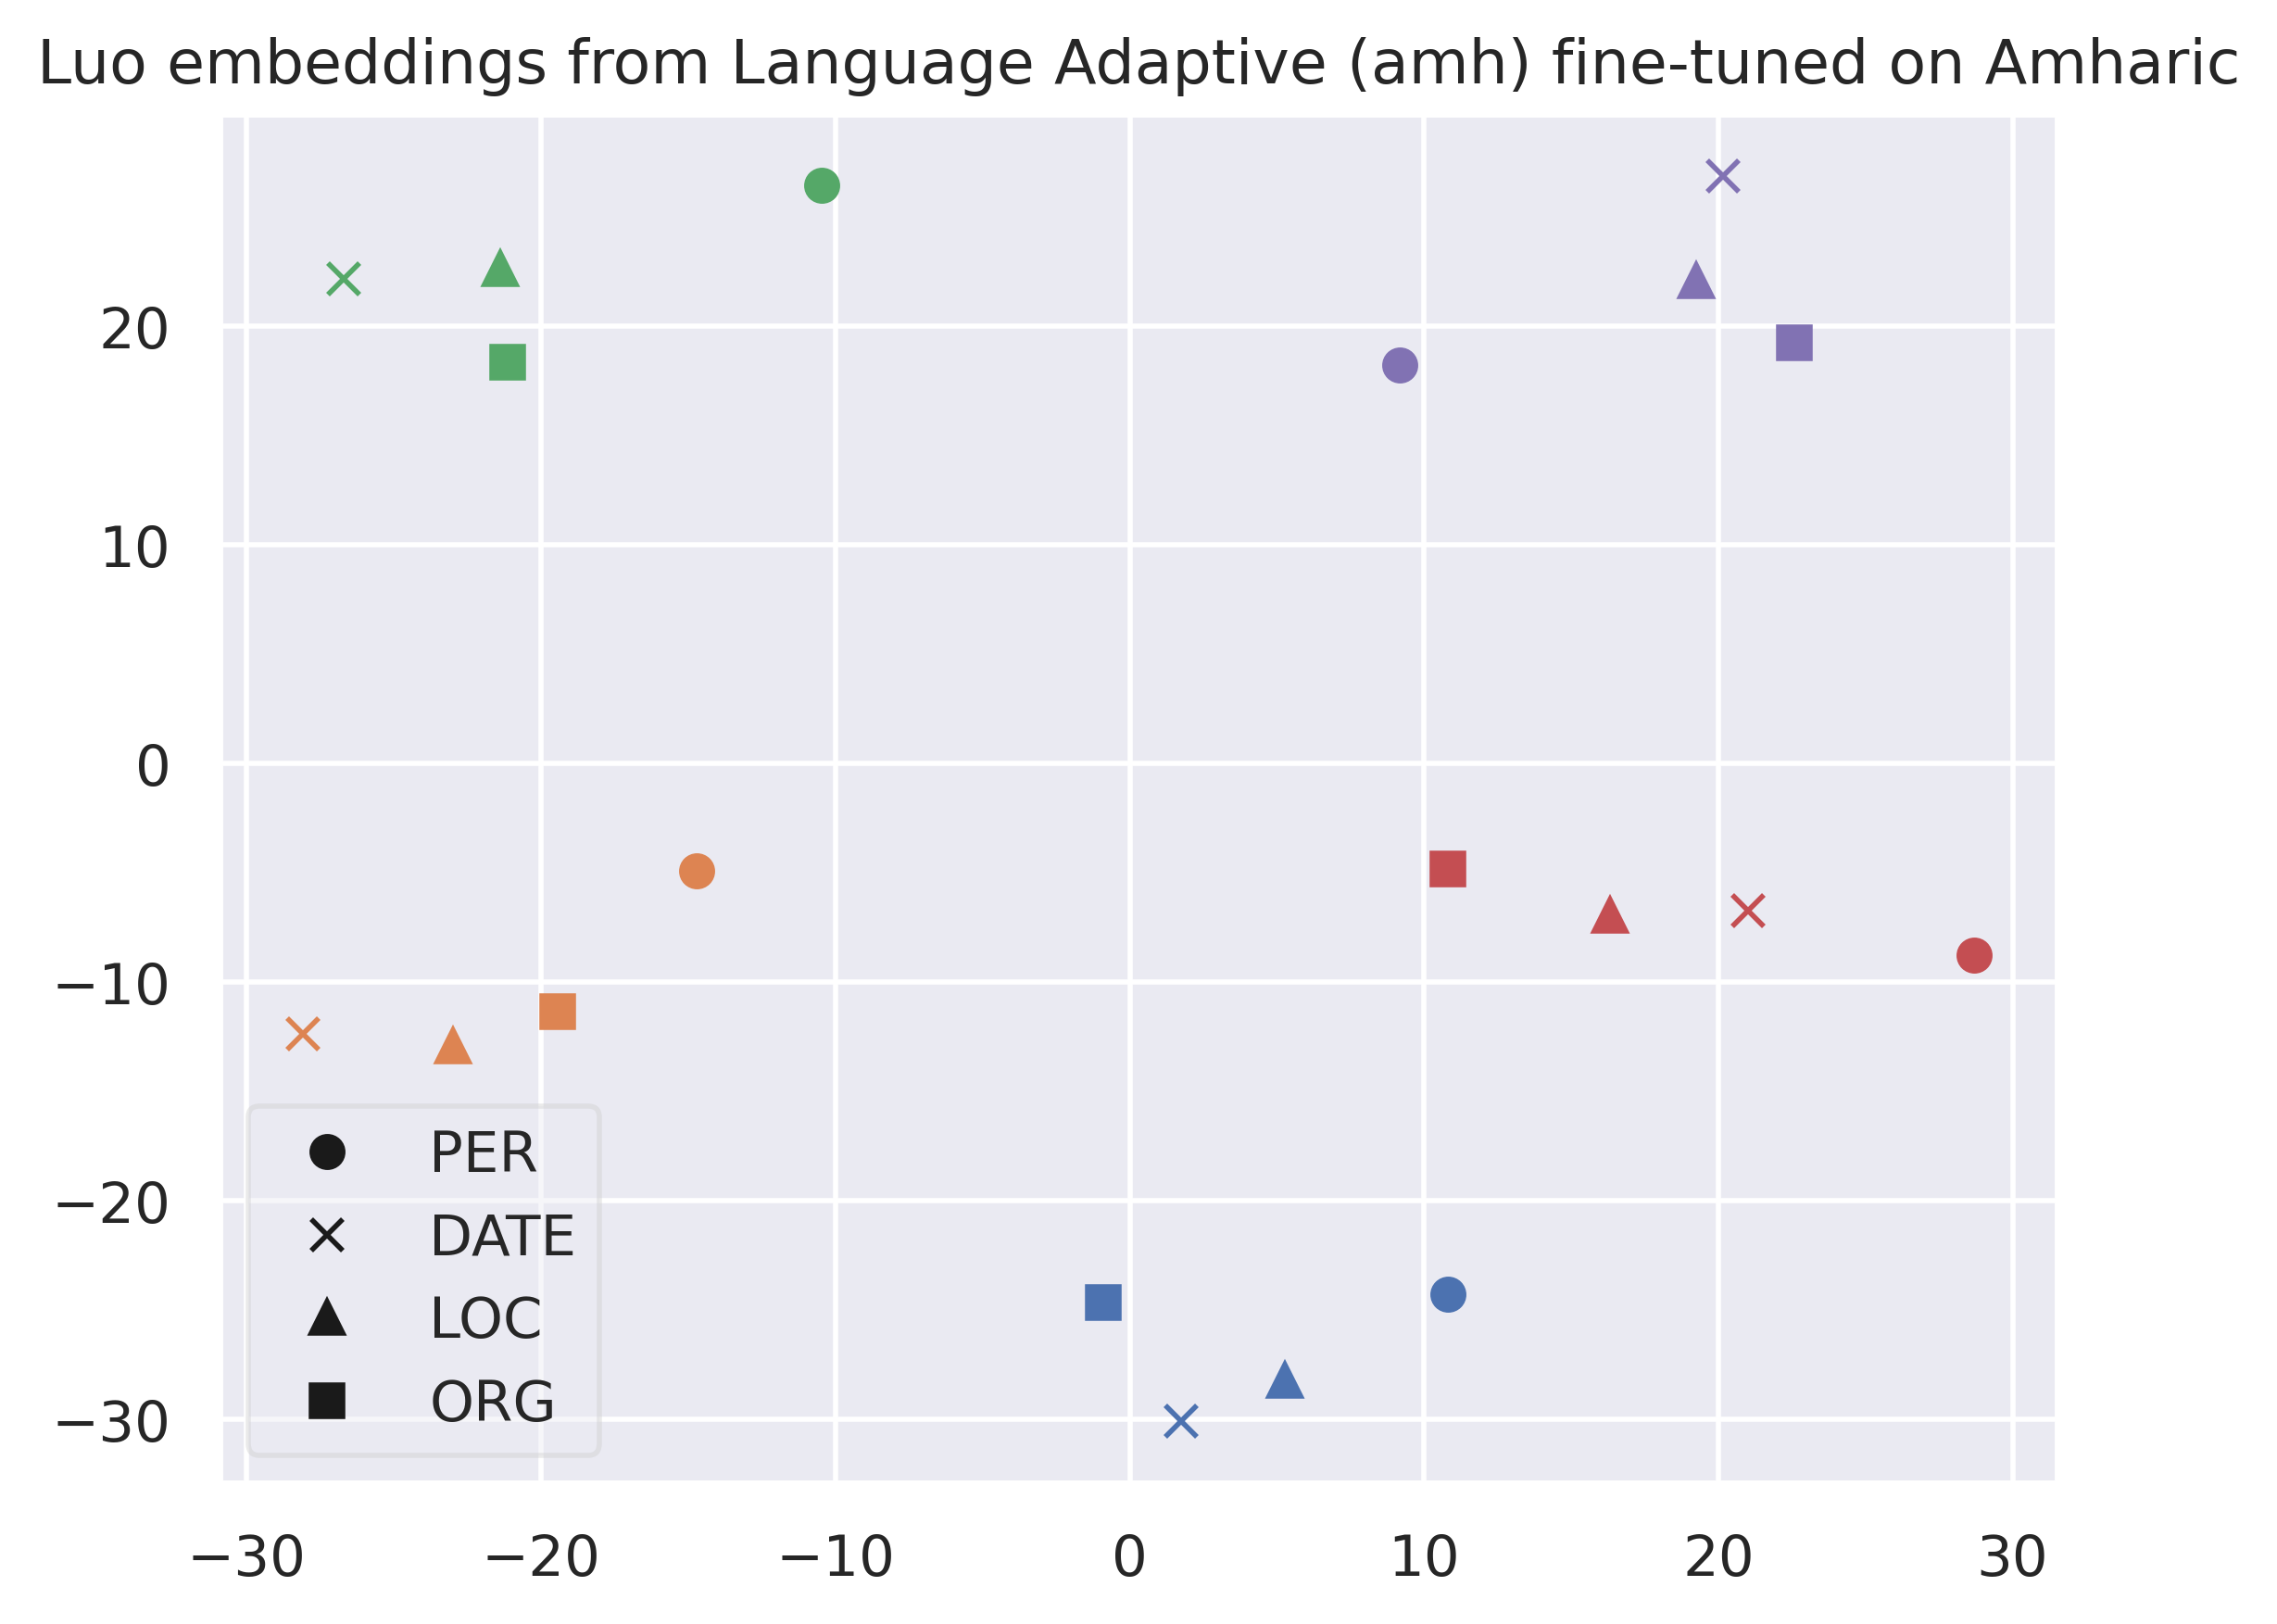 Luo embeddings from Language Adaptive (amh) fine-tuned on Amharic
20
10
0
−10
−20
−30
PER
DATE
LOC
ORG
−30 −20 −10 0 10 20 30